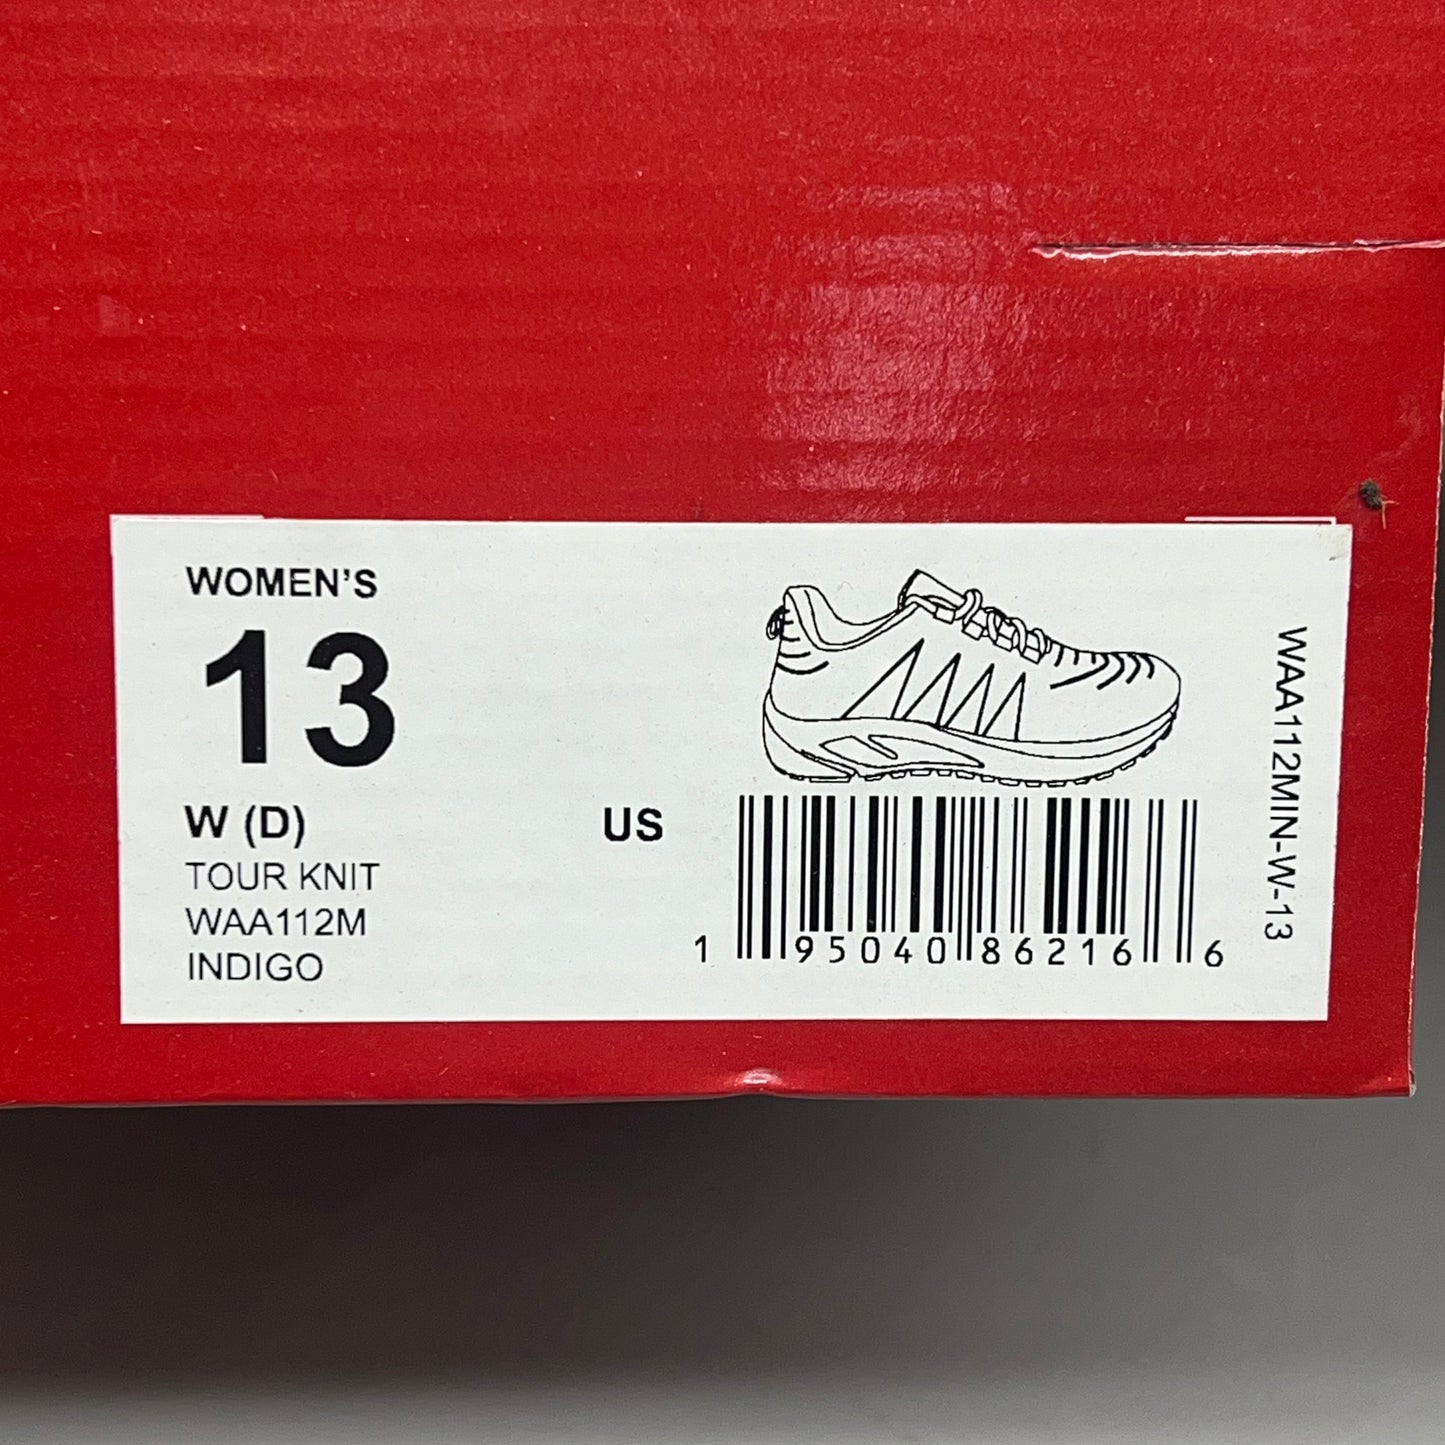 WOMEN'S
13
W (D)
US
TOUR KNIT
WAA112M
INDIGO
1 95040 86216 6
WAA112MIN-W-13